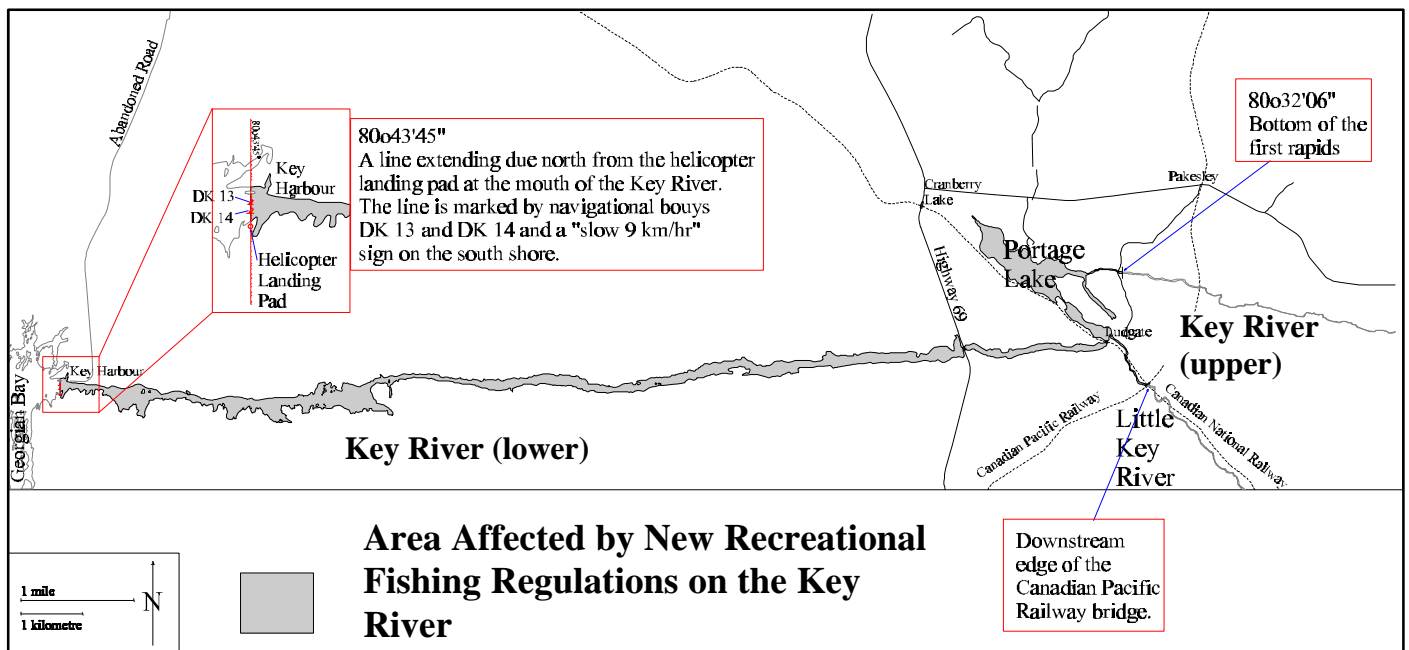 Abandoned Road
80o43'45"
Key
Harbour
DK 13
DK 14
Helicopter
Landing
Pad
80o43'45"
A line extending due north from the helicopter
landing pad at the mouth of the Key River.
The line is marked by navigational bouys
DK 13 and DK 14 and a "slow 9 km/hr"
sign on the south shore.
80o32'06"
Bottom of the
first rapids
Cranberry
Lake
Pakesley
Portage
Lake
Highway 69
Ludgate
Key River
(upper)
Georgian Bay
Key Harbour
Key River (lower)
Canadian Pacific Railway
Canadian National Railway
Little
Key
River
Downstream
edge of the
Canadian Pacific
Railway bridge.
1 mile
1 kilometre
N
Area Affected by New Recreational
Fishing Regulations on the Key
River